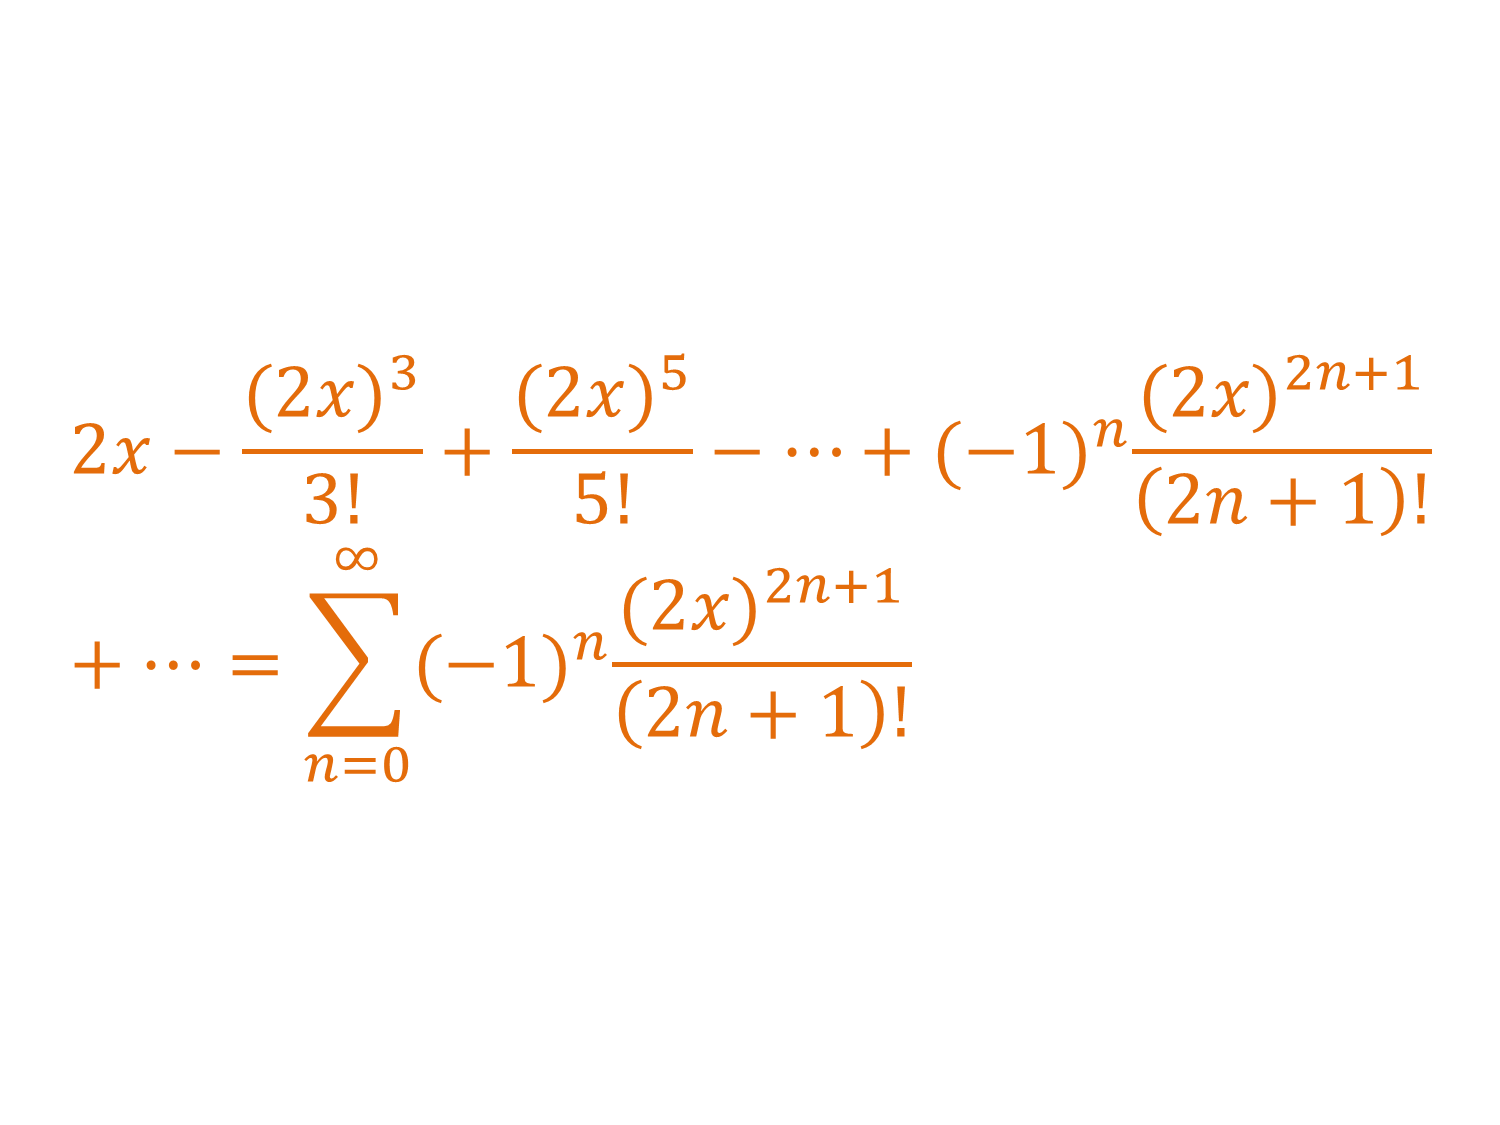 2x − (2x)³/3! + (2x)⁵/5! − ⋯ + (−1)ⁿ (2x)²ⁿ⁺¹/(2n + 1)!
+ ⋯ = ∑_{n=0}^{∞} (−1)ⁿ (2x)²ⁿ⁺¹/(2n + 1)!